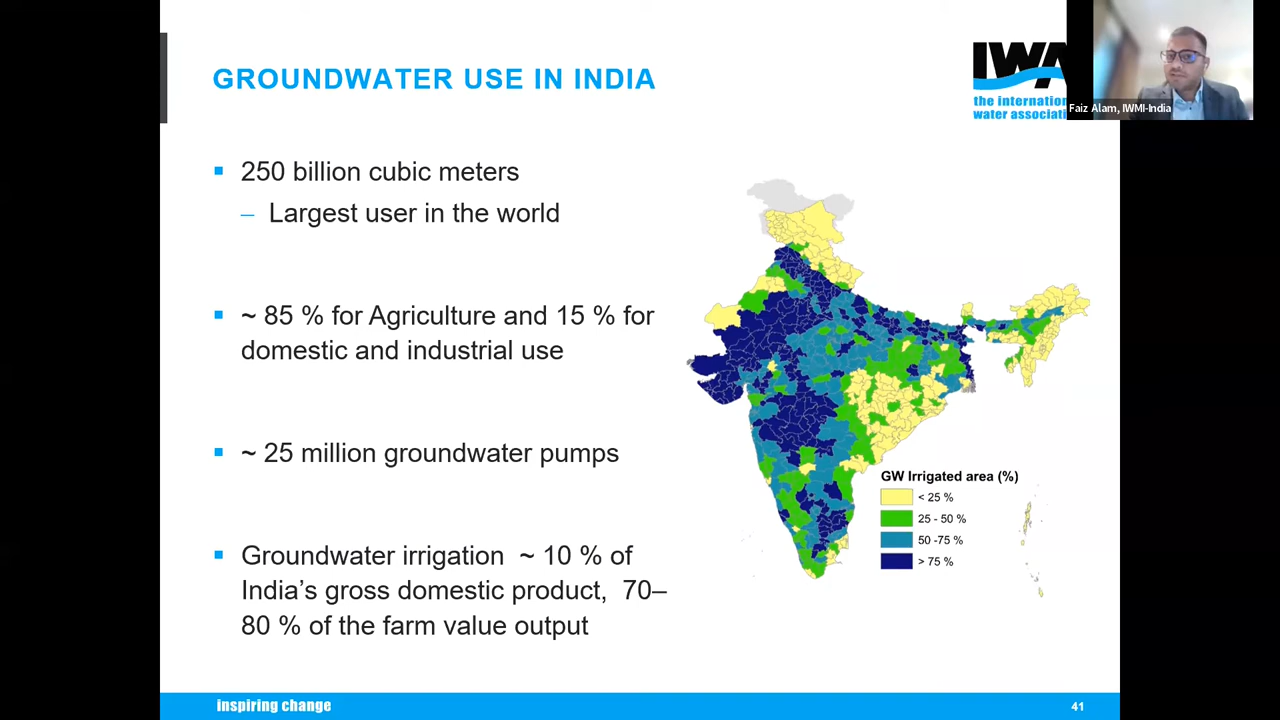 GROUNDWATER USE IN INDIA
IWA
the internation
water associati
Faiz Alam, IWMI-India
▪ 250 billion cubic meters
– Largest user in the world
▪ ~ 85 % for Agriculture and 15 % for
domestic and industrial use
▪ ~ 25 million groundwater pumps
▪ Groundwater irrigation ~ 10 % of
India’s gross domestic product, 70–
80 % of the farm value output
GW Irrigated area (%)
< 25 %
25 - 50 %
50 -75 %
> 75 %
inspiring change
41